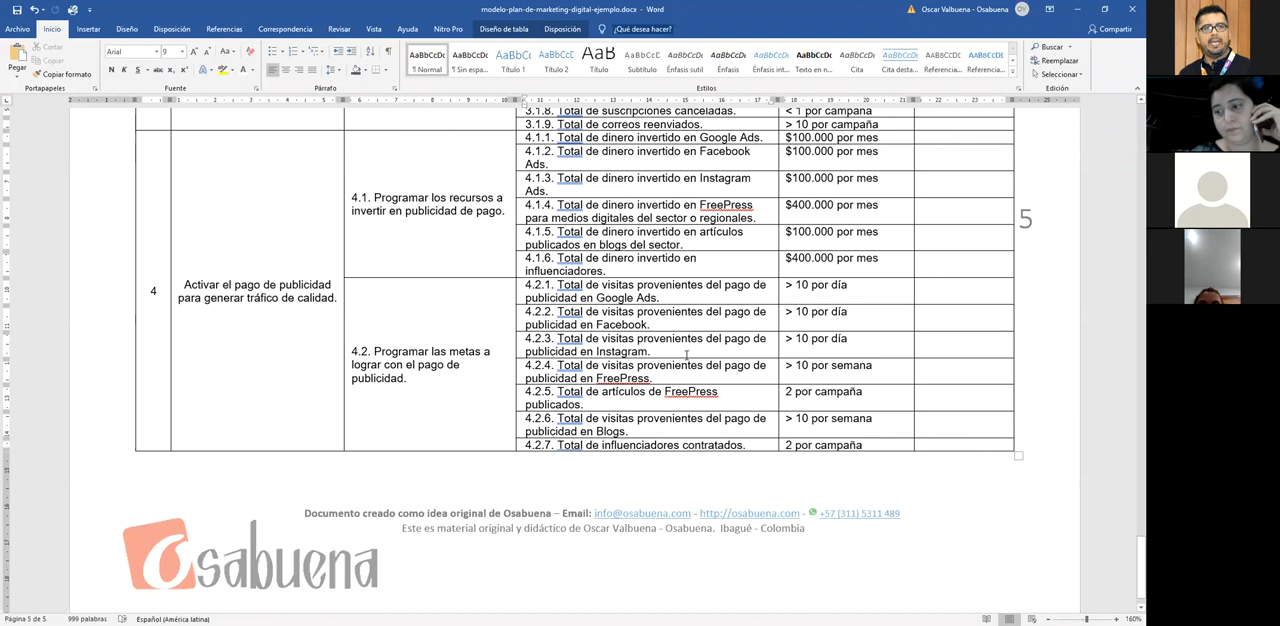 modelo-plan-de-marketing-digital-ejemplo.docx - Word
Oscar Valbuena - Osabuena
OV
Archivo
Inicio
Insertar
Diseño
Disposición
Referencias
Correspondencia
Revisar
Vista
Ayuda
Nitro Pro
Diseño de tabla
Disposición
¿Qué desea hacer?
Compartir
Pegar
Cortar
Copiar
Copiar formato
Portapapeles
Arial
9
Fuente
Párrafo
AaBbCcDc
¶ Normal
AaBbCcDc
¶ Sin espa...
AaBbCc
Título 1
AaBbCcC
Título 2
AaB
Título
AaBbCcC
Subtítulo
AaBbCcDı
Énfasis sutil
AaBbCcDı
Énfasis
AaBbCcDı
Énfasis int...
AaBbCcDc
Texto en n...
AaBbCcDı
Cita
AaBbCcDı
Cita desta...
AaBbCcDı
Referencia...
AaBbCcDı
Referencia...
Estilos
Buscar
Reemplazar
Seleccionar
Edición
3.1.8. Total de suscripciones canceladas.
< 1 por campaña
3.1.9. Total de correos reenviados.
> 10 por campaña
4
Activar el pago de publicidad
para generar tráfico de calidad.
4.1. Programar los recursos a
invertir en publicidad de pago.
4.1.1. Total de dinero invertido en Google Ads.
$100.000 por mes
4.1.2. Total de dinero invertido en Facebook
Ads.
$100.000 por mes
4.1.3. Total de dinero invertido en Instagram
Ads.
$100.000 por mes
4.1.4. Total de dinero invertido en FreePress
para medios digitales del sector o regionales.
$400.000 por mes
4.1.5. Total de dinero invertido en artículos
publicados en blogs del sector.
$100.000 por mes
4.1.6. Total de dinero invertido en
influenciadores.
$400.000 por mes
4.2. Programar las metas a
lograr con el pago de
publicidad.
4.2.1. Total de visitas provenientes del pago de
publicidad en Google Ads.
> 10 por día
4.2.2. Total de visitas provenientes del pago de
publicidad en Facebook.
> 10 por día
4.2.3. Total de visitas provenientes del pago de
publicidad en Instagram.
> 10 por día
4.2.4. Total de visitas provenientes del pago de
publicidad en FreePress.
> 10 por semana
4.2.5. Total de artículos de FreePress
publicados.
2 por campaña
4.2.6. Total de visitas provenientes del pago de
publicidad en Blogs.
> 10 por semana
4.2.7. Total de influenciadores contratados.
2 por campaña
5
Documento creado como idea original de Osabuena – Email: info@osabuena.com - http://osabuena.com - +57 (311) 5311 489
Este es material original y didáctico de Oscar Valbuena - Osabuena. Ibagué - Colombia
Osabuena
Página 5 de 5
999 palabras
Español (América latina)
160%